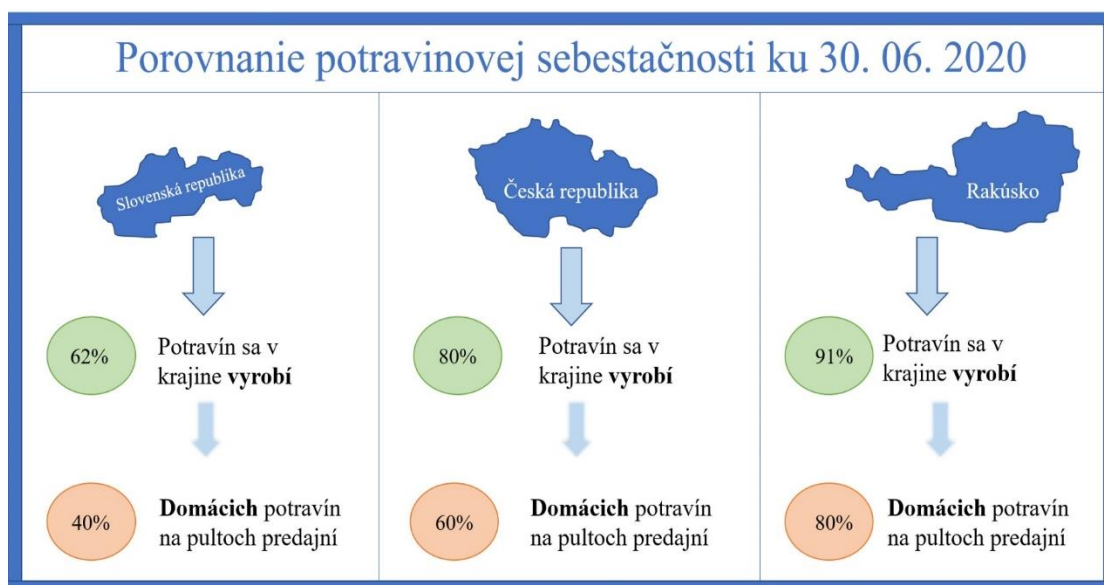 Porovnanie potravinovej sebestačnosti ku 30. 06. 2020
Slovenská republika
62%
Potravín sa v
krajine vyrobí
40%
Domácich potravín
na pultoch predajní
Česká republika
80%
Potravín sa v
krajine vyrobí
60%
Domácich potravín
na pultoch predajní
Rakúsko
91%
Potravín sa v
krajine vyrobí
80%
Domácich potravín
na pultoch predajní